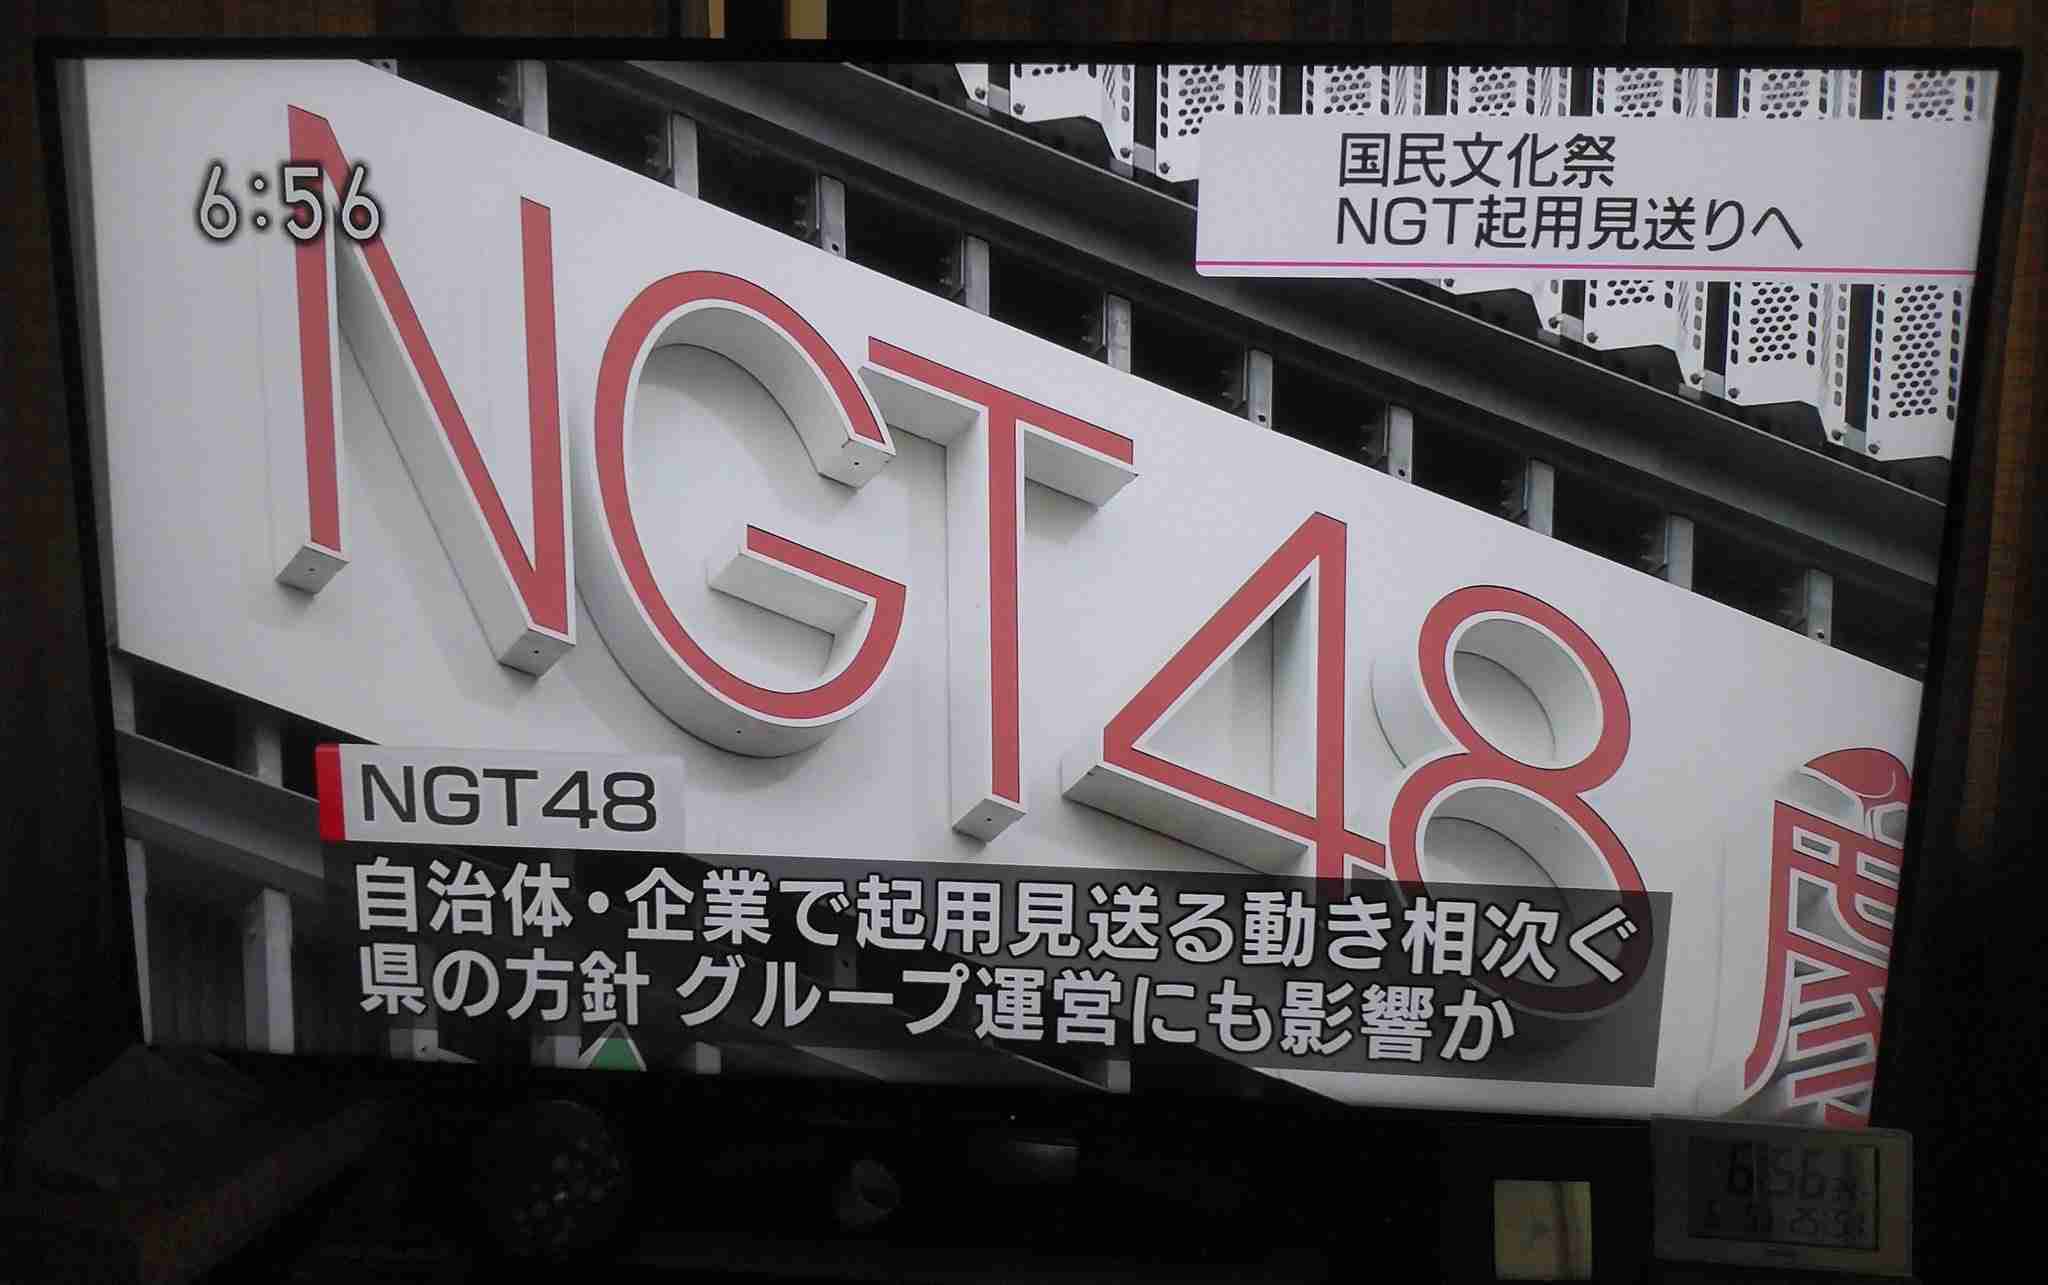 6:56
国民文化祭
NGT起用見送りへ
NGT48
NGT48
自治体・企業で起用見送る動き相次ぐ
県の方針 グループ運営にも影響か
6:56